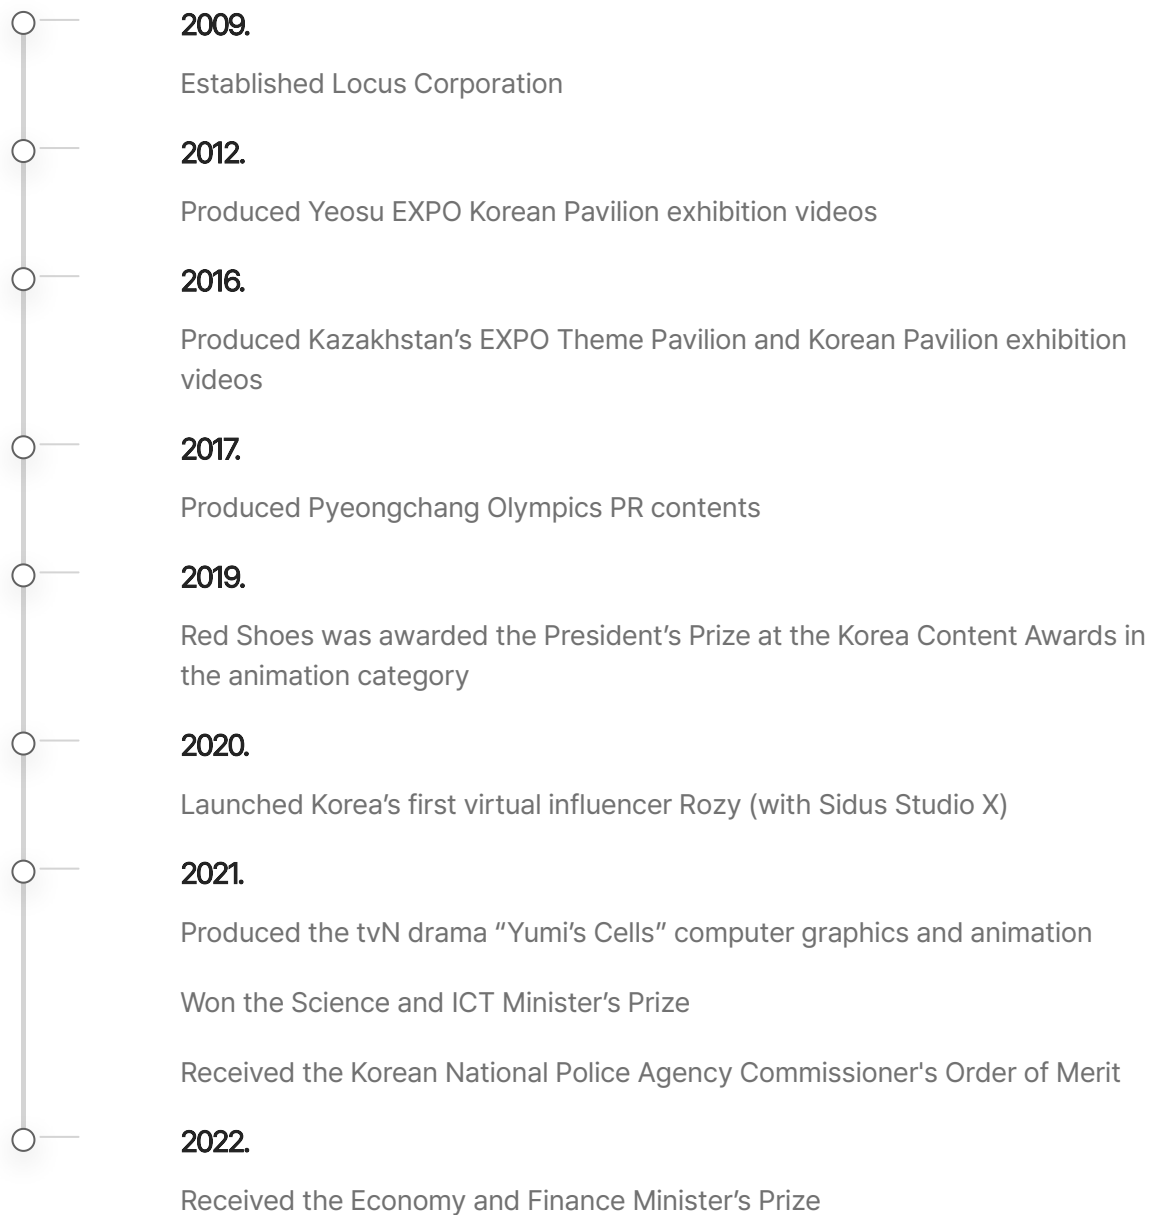 2009.
Established Locus Corporation
2012.
Produced Yeosu EXPO Korean Pavilion exhibition videos
2016.
Produced Kazakhstan’s EXPO Theme Pavilion and Korean Pavilion exhibition
videos
2017.
Produced Pyeongchang Olympics PR contents
2019.
Red Shoes was awarded the President’s Prize at the Korea Content Awards in
the animation category
2020.
Launched Korea’s first virtual influencer Rozy (with Sidus Studio X)
2021.
Produced the tvN drama “Yumi’s Cells” computer graphics and animation
Won the Science and ICT Minister’s Prize
Received the Korean National Police Agency Commissioner's Order of Merit
2022.
Received the Economy and Finance Minister’s Prize